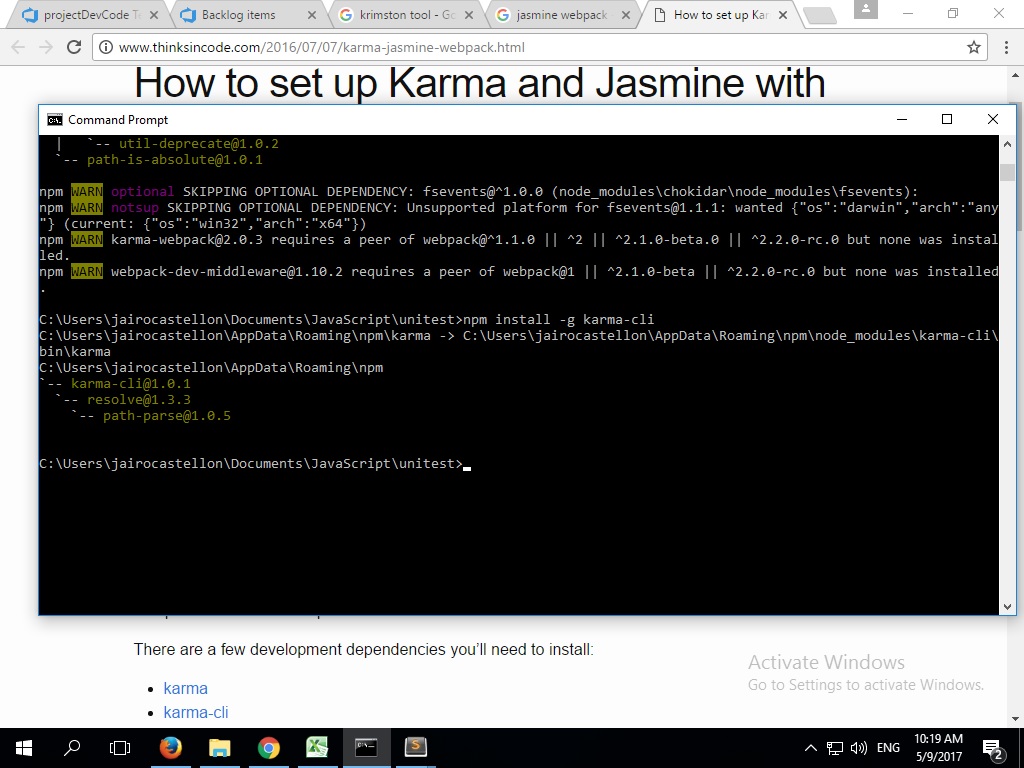 projectDevCode Te
Backlog items
krimston tool - Go
jasmine webpack -
How to set up Kar
www.thinksincode.com/2016/07/07/karma-jasmine-webpack.html
How to set up Karma and Jasmine with
Command Prompt
| `-- util-deprecate@1.0.2
`-- path-is-absolute@1.0.1
npm WARN optional SKIPPING OPTIONAL DEPENDENCY: fsevents@^1.0.0 (node_modules\chokidar\node_modules\fsevents):
npm WARN notsup SKIPPING OPTIONAL DEPENDENCY: Unsupported platform for fsevents@1.1.1: wanted {"os":"darwin","arch":"any
"} (current: {"os":"win32","arch":"x64"})
npm WARN karma-webpack@2.0.3 requires a peer of webpack@^1.1.0 || ^2 || ^2.1.0-beta.0 || ^2.2.0-rc.0 but none was instal
led.
npm WARN webpack-dev-middleware@1.10.2 requires a peer of webpack@1 || ^2.1.0-beta || ^2.2.0-rc.0 but none was installed
.
C:\Users\jairocastellon\Documents\JavaScript\unitest>npm install -g karma-cli
C:\Users\jairocastellon\AppData\Roaming\npm\karma -> C:\Users\jairocastellon\AppData\Roaming\npm\node_modules\karma-cli\
bin\karma
C:\Users\jairocastellon\AppData\Roaming\npm
`-- karma-cli@1.0.1
`-- resolve@1.3.3
`-- path-parse@1.0.5
C:\Users\jairocastellon\Documents\JavaScript\unitest>
There are a few development dependencies you'll need to install:
• karma
• karma-cli
Activate Windows
Go to Settings to activate Windows.
ENG
10:19 AM
5/9/2017
2